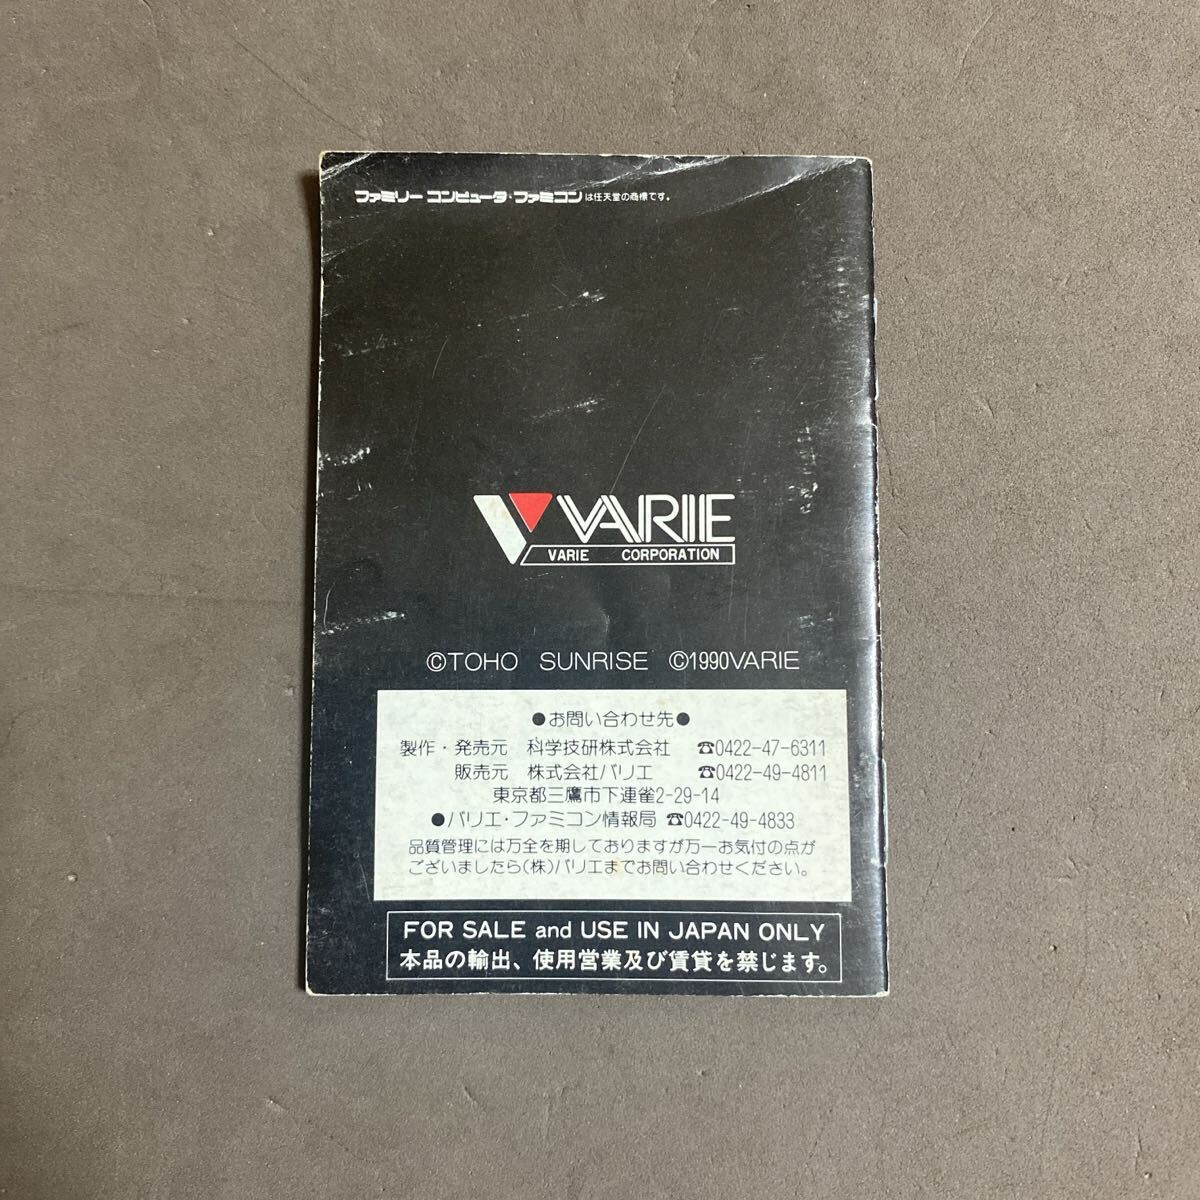 ファミリーコンピュータ・ファミコンは任天堂の商標です。
VARIE
VARIE CORPORATION
©TOHO SUNRISE ©1990VARIE
●お問い合わせ先●
製作・発売元 科学技研株式会社 ☎0422-47-6311
販売元 株式会社バリエ ☎0422-49-4811
東京都三鷹市下連雀2-29-14
●バリエ・ファミコン情報局 ☎0422-49-4833
品質管理には万全を期しておりますが万一お気付の点が
ございましたら(株)バリエまでお問い合わせください。
FOR SALE and USE IN JAPAN ONLY
本品の輸出、使用営業及び賃貸を禁じます。